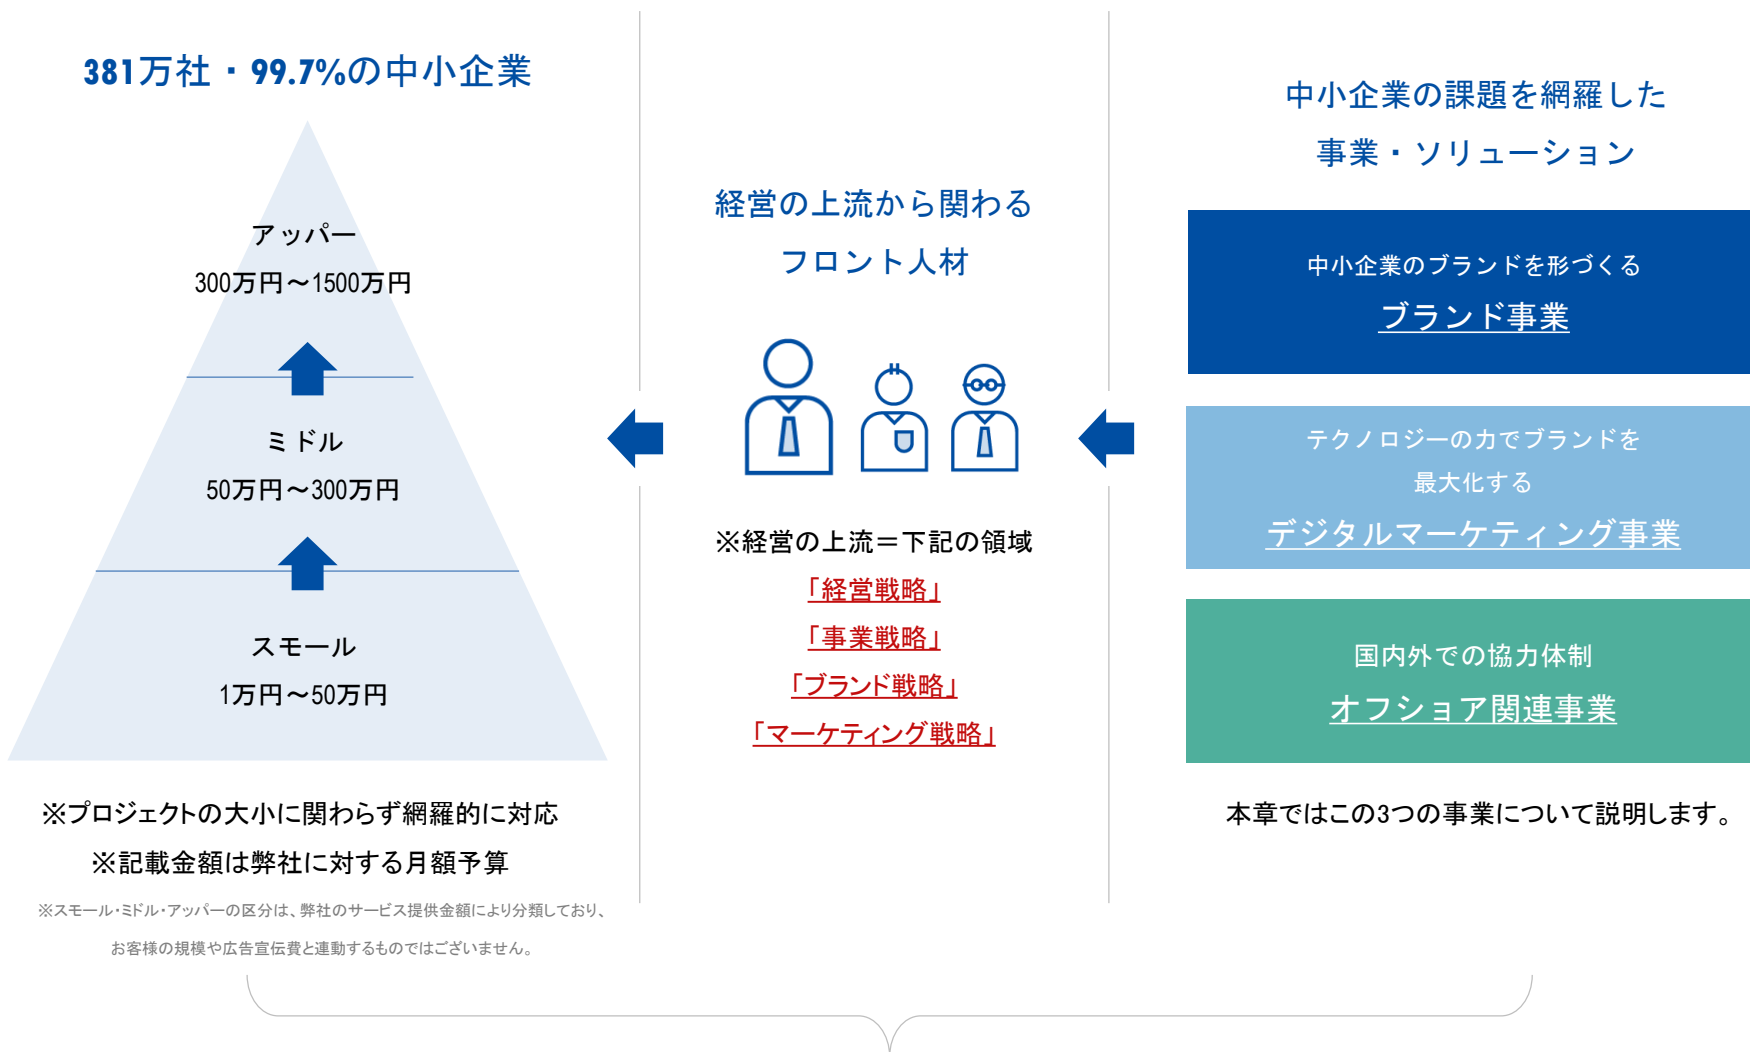 381万社・99.7%の中小企業
アッパー
300万円～1500万円
ミドル
50万円～300万円
スモール
1万円～50万円
※プロジェクトの大小に関わらず網羅的に対応
※記載金額は弊社に対する月額予算
※スモール・ミドル・アッパーの区分は、弊社のサービス提供金額により分類しており、
お客様の規模や広告宣伝費と連動するものではございません。
経営の上流から関わる
フロント人材
※経営の上流＝下記の領域
「経営戦略」
「事業戦略」
「ブランド戦略」
「マーケティング戦略」
中小企業の課題を網羅した
事業・ソリューション
中小企業のブランドを形づくる
ブランド事業
テクノロジーの力でブランドを
最大化する
デジタルマーケティング事業
国内外での協力体制
オフショア関連事業
本章ではこの3つの事業について説明します。